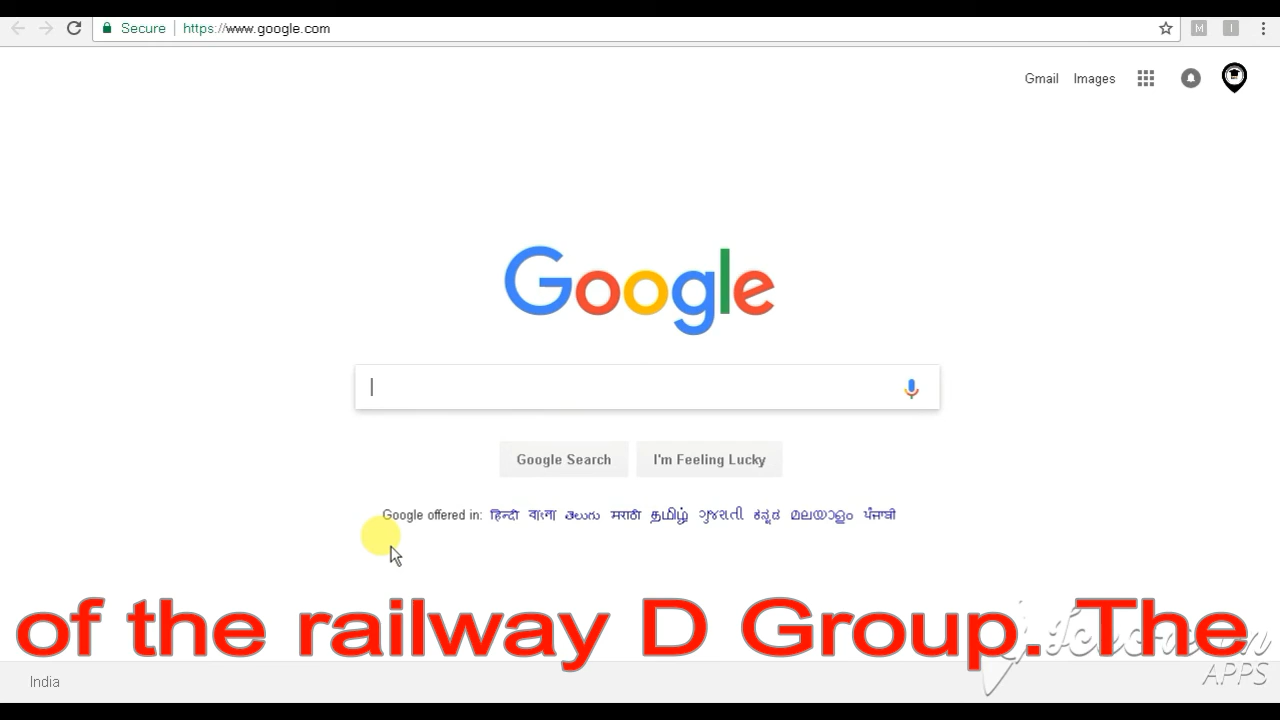 Secure https://www.google.com M I
Gmail Images
Google
Google Search I'm Feeling Lucky
Google offered in: हिन्दी বাংলা తెలుగు मराठी தமிழ் ગુજરાતી ಕನ್ನಡ മലയാളം ਪੰਜਾਬੀ
of the railway D Group. The
APPS
India